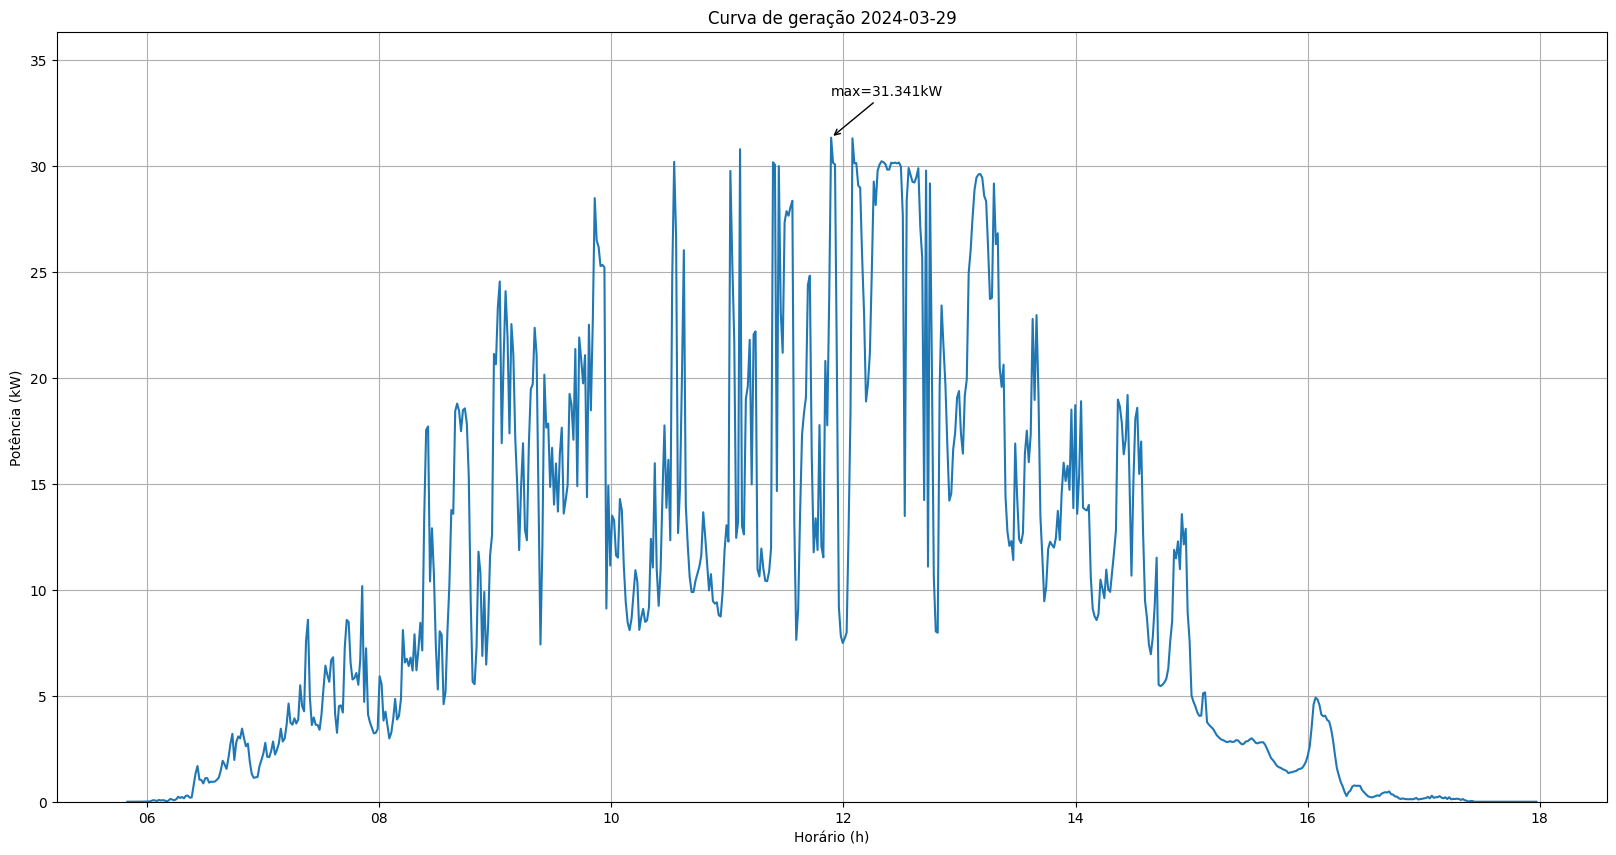 Curva de geração 2024-03-29
35
max=31.341kW
30
25
20
15
10
5
0
Potência (kW)
06 08 10 12 14 16 18
Horário (h)